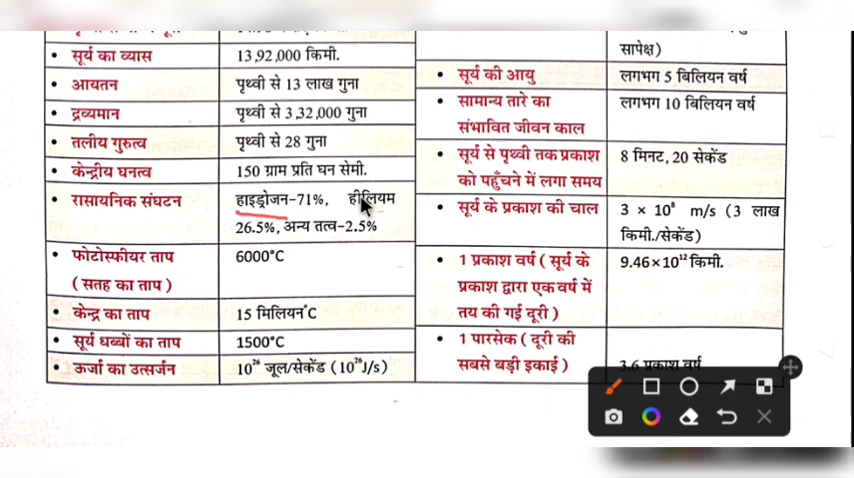 • सूर्य का व्यास 13,92,000 किमी.
• आयतन पृथ्वी से 13 लाख गुना
• द्रव्यमान पृथ्वी से 3,32,000 गुना
• तलीय गुरुत्व पृथ्वी से 28 गुना
• केन्द्रीय घनत्व 150 ग्राम प्रति घन सेमी.
• रासायनिक संघटन हाइड्रोजन-71%, हीलियम
26.5%, अन्य तत्व-2.5%
• फोटोस्फीयर ताप 6000°C
( सतह का ताप )
• केन्द्र का ताप 15 मिलियन°C
• सूर्य धब्बों का ताप 1500°C
• ऊर्जा का उत्सर्जन 10²⁶ जूल/सेकेंड (10²⁶J/s)
सापेक्ष)
• सूर्य की आयु लगभग 5 बिलियन वर्ष
• सामान्य तारे का लगभग 10 बिलियन वर्ष
संभावित जीवन काल
• सूर्य से पृथ्वी तक प्रकाश 8 मिनट, 20 सेकेंड
को पहुँचने में लगा समय
• सूर्य के प्रकाश की चाल 3 × 10⁸ m/s (3 लाख
किमी./सेकेंड)
• 1 प्रकाश वर्ष ( सूर्य के 9.46×10¹² किमी.
प्रकाश द्वारा एक वर्ष में
तय की गई दूरी )
• 1 पारसेक ( दूरी की
सबसे बड़ी इकाई ) 3.6 प्रकाश वर्ष